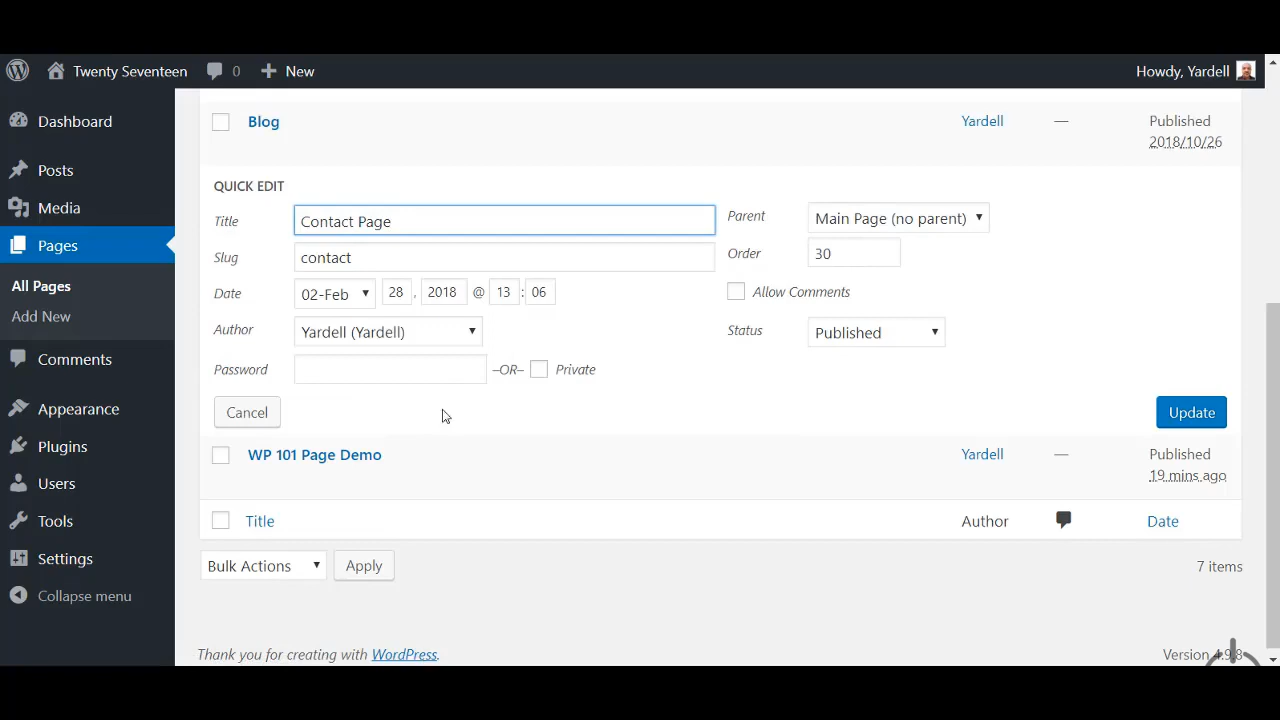 Twenty Seventeen 0 New Howdy, Yardell
Dashboard
Posts
Media
Pages
All Pages
Add New
Comments
Appearance
Plugins
Users
Tools
Settings
Collapse menu
Blog Yardell — Published
2018/10/26
QUICK EDIT
Title Contact Page
Slug contact
Date 02-Feb 28 , 2018 @ 13 : 06
Author Yardell (Yardell)
Password –OR– Private
Parent Main Page (no parent)
Order 30
Allow Comments
Status Published
Cancel Update
WP 101 Page Demo Yardell — Published
19 mins ago
Title Author Date
Bulk Actions Apply 7 items
Thank you for creating with WordPress. Version 4.9.8